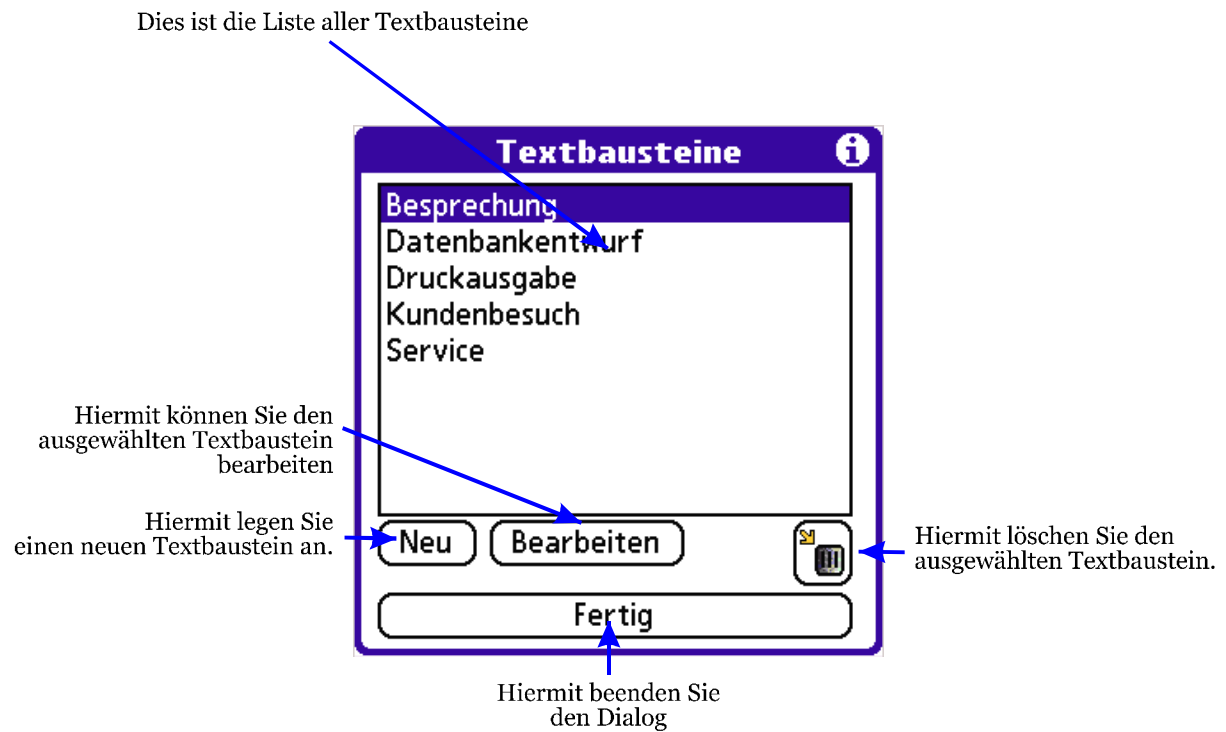 Dies ist die Liste aller Textbausteine
Textbausteine
Besprechung
Datenbankentwurf
Druckausgabe
Kundenbesuch
Service
Hiermit können Sie den
ausgewählten Textbaustein
bearbeiten
Hiermit legen Sie
einen neuen Textbaustein an.
Neu
Bearbeiten
Hiermit löschen Sie den
ausgewählten Textbaustein.
Fertig
Hiermit beenden Sie
den Dialog